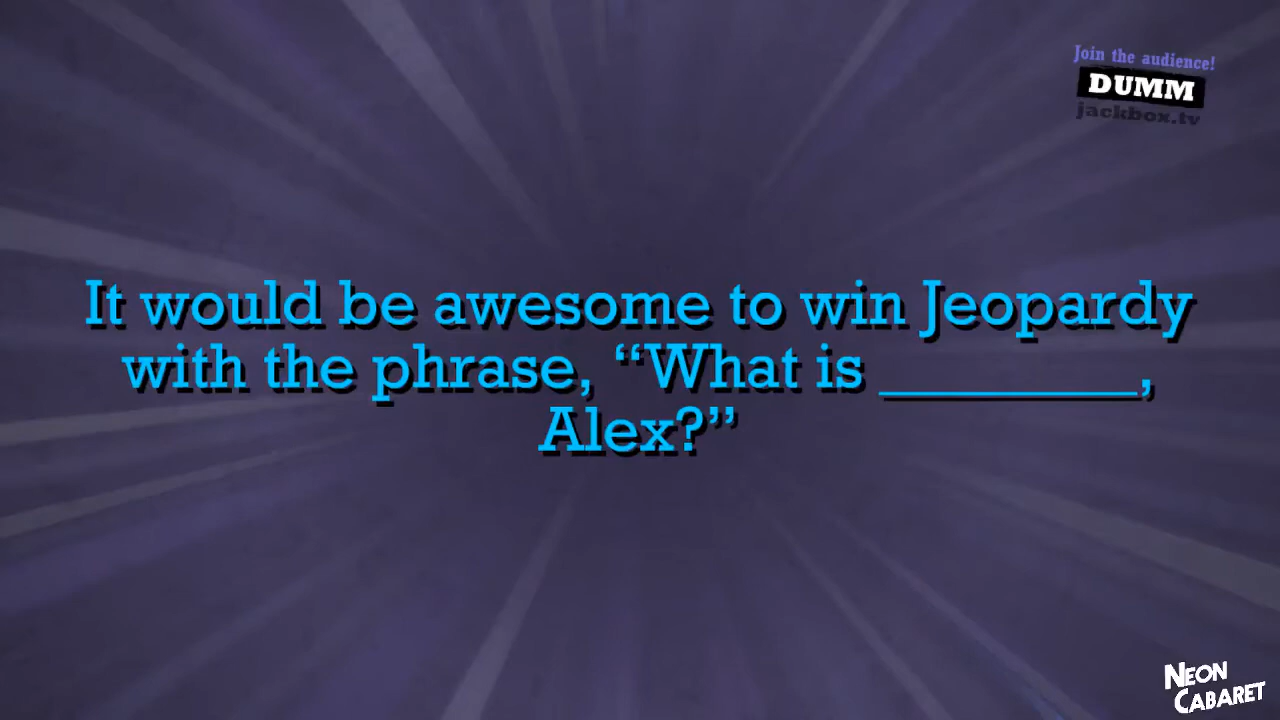 Join the audience!
DUMM
jackbox.tv
It would be awesome to win Jeopardy
with the phrase, “What is _________,
Alex?”
NEON
CABARET